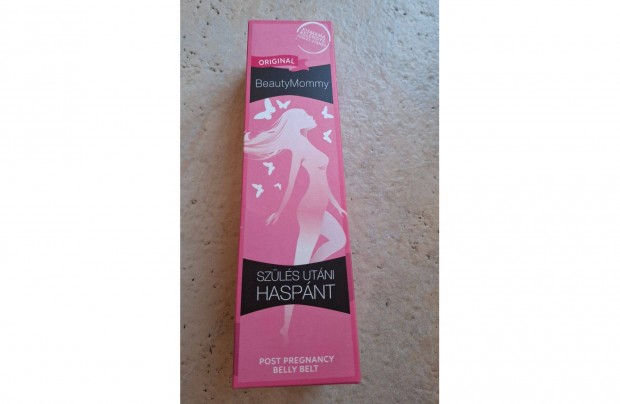 ORIGINAL
BeautyMommy
SZÜLÉS UTÁNI
HASPÁNT
POST PREGNANCY
BELLY BELT